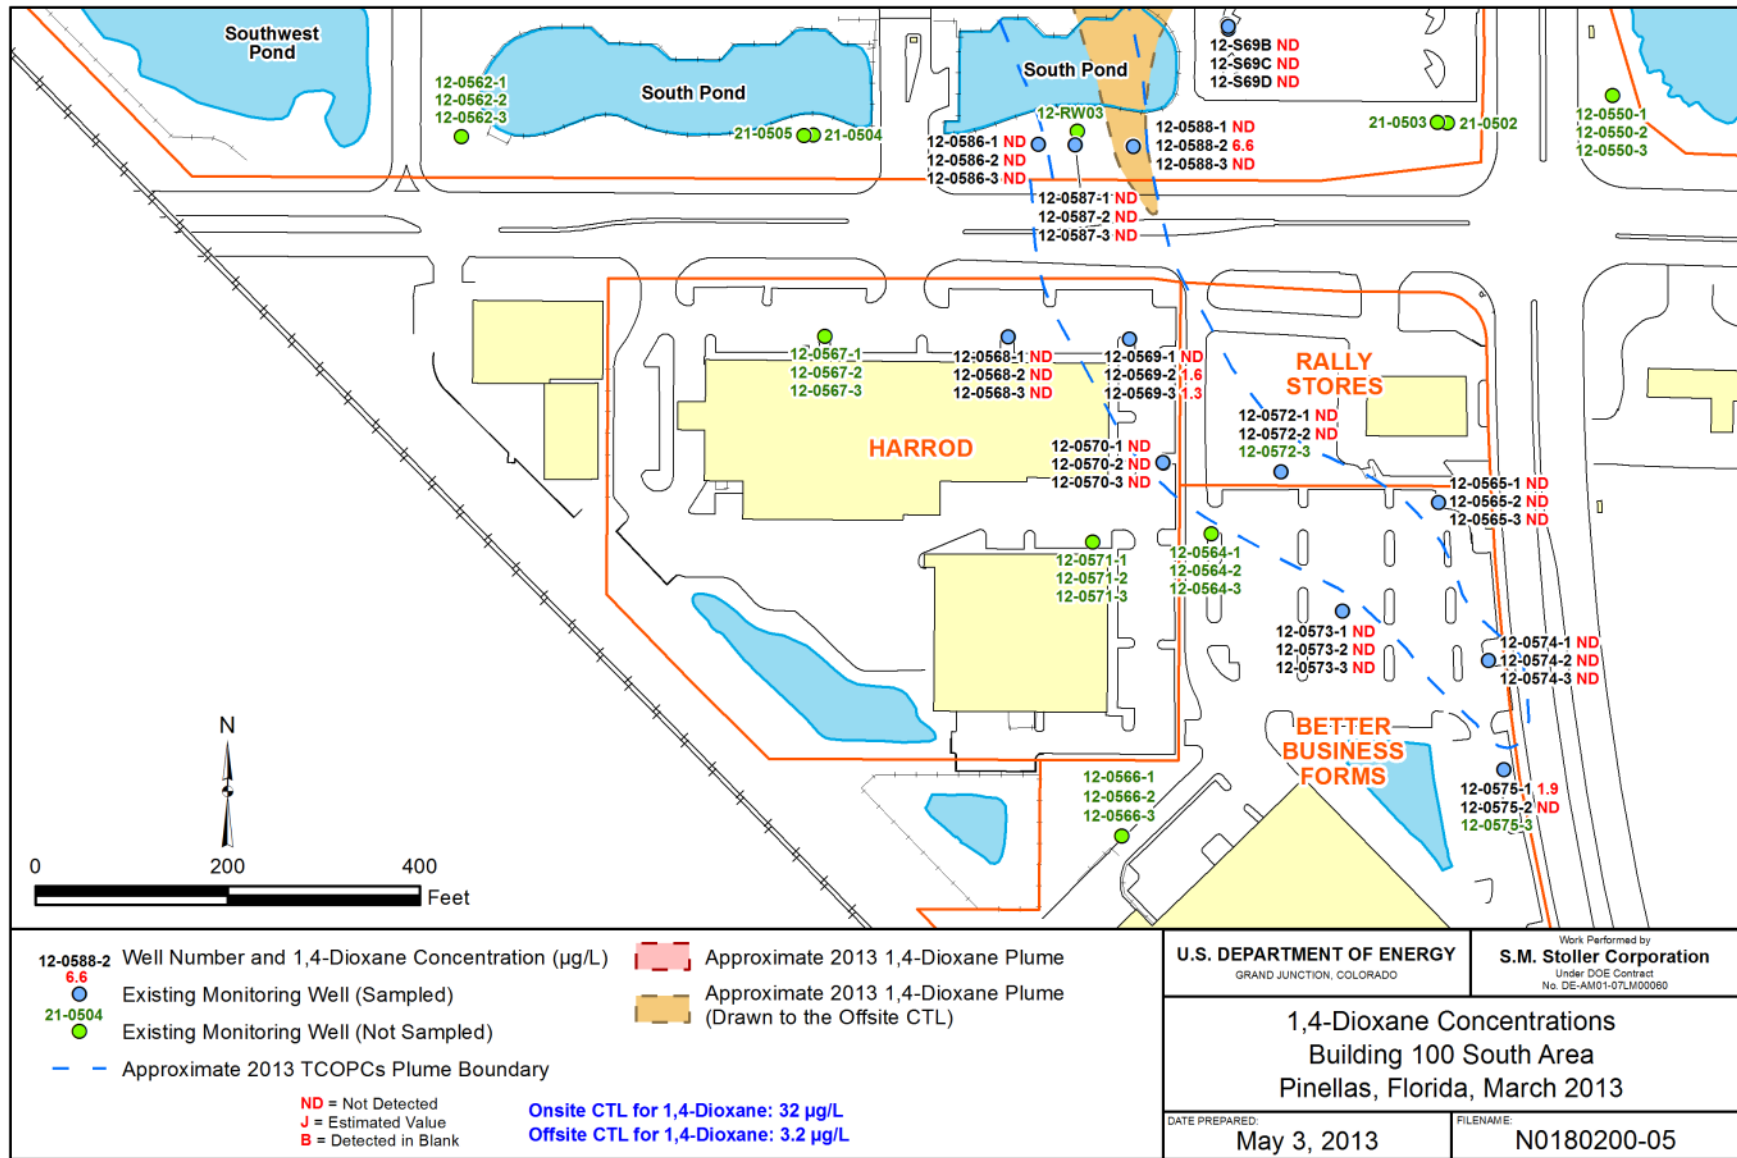 Southwest
Pond
12-0562-1
12-0562-2
12-0562-3
South Pond
21-0505
21-0504
South Pond
12-S69B ND
12-S69C ND
12-S69D ND
12-RW03
12-0586-1 ND
12-0586-2 ND
12-0586-3 ND
12-0588-1 ND
12-0588-2 6.6
12-0588-3 ND
12-0587-1 ND
12-0587-2 ND
12-0587-3 ND
21-0503
21-0502
12-0550-1
12-0550-2
12-0550-3
12-0567-1
12-0567-2
12-0567-3
12-0568-1 ND
12-0568-2 ND
12-0568-3 ND
12-0569-1 ND
12-0569-2 1.6
12-0569-3 1.3
RALLY
STORES
HARROD
12-0570-1 ND
12-0570-2 ND
12-0570-3 ND
12-0572-1 ND
12-0572-2 ND
12-0572-3
12-0565-1 ND
12-0565-2 ND
12-0565-3 ND
12-0571-1
12-0571-2
12-0571-3
12-0564-1
12-0564-2
12-0564-3
12-0573-1 ND
12-0573-2 ND
12-0573-3 ND
12-0574-1 ND
12-0574-2 ND
12-0574-3 ND
BETTER
BUSINESS
FORMS
12-0566-1
12-0566-2
12-0566-3
12-0575-1 1.9
12-0575-2 ND
12-0575-3
N
0 200 400
Feet
12-0588-2
6.6
Well Number and 1,4-Dioxane Concentration (µg/L)
Existing Monitoring Well (Sampled)
21-0504
Existing Monitoring Well (Not Sampled)
Approximate 2013 TCOPCs Plume Boundary
ND = Not Detected
J = Estimated Value
B = Detected in Blank
Approximate 2013 1,4-Dioxane Plume
Approximate 2013 1,4-Dioxane Plume
(Drawn to the Offsite CTL)
Onsite CTL for 1,4-Dioxane: 32 µg/L
Offsite CTL for 1,4-Dioxane: 3.2 µg/L
U.S. DEPARTMENT OF ENERGY
GRAND JUNCTION, COLORADO
Work Performed by
S.M. Stoller Corporation
Under DOE Contract
No. DE-AM01-07LM00060
1,4-Dioxane Concentrations
Building 100 South Area
Pinellas, Florida, March 2013
DATE PREPARED:
May 3, 2013
FILENAME:
N0180200-05